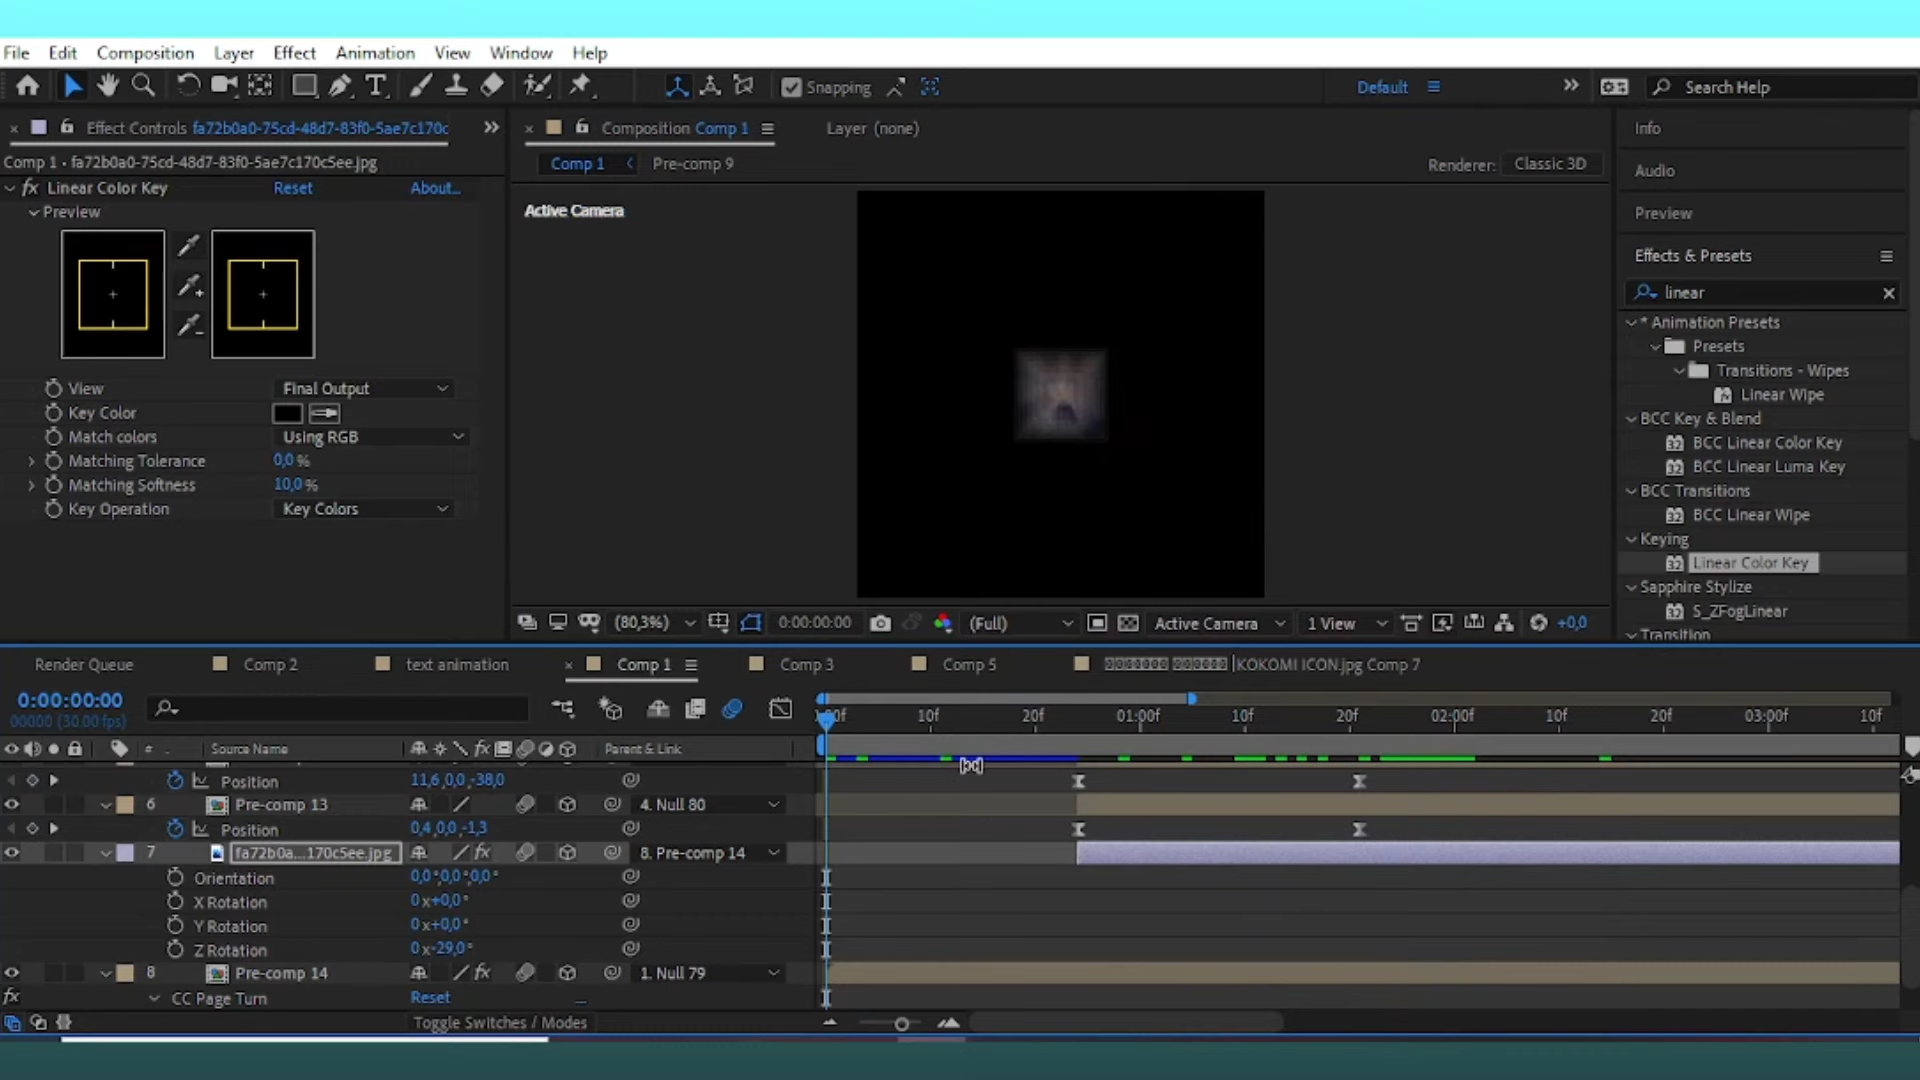 File Edit Composition Layer Effect Animation View Window Help
Snapping Default Search Help
Effect Controls fa72b0a0-75cd-48d7-83f0-5ae7c170c
Composition Comp 1 Layer (none)
Info
Comp 1 • fa72b0a0-75cd-48d7-83f0-5ae7c170c5ee.jpg
Comp 1 Pre-comp 9 Renderer: Classic 3D
Audio
fx Linear Color Key Reset About...
Preview
Active Camera
Preview
Effects & Presets
linear
* Animation Presets
Presets
Transitions - Wipes
Linear Wipe
BCC Key & Blend
BCC Linear Color Key
BCC Linear Luma Key
BCC Transitions
BCC Linear Wipe
Keying
Linear Color Key
Sapphire Stylize
S_ZFogLinear
Transition
View Final Output
Key Color
Match colors Using RGB
Matching Tolerance 0,0 %
Matching Softness 10,0 %
Key Operation Key Colors
(80,3%) 0:00:00:00 (Full) Active Camera 1 View +0,0
Render Queue Comp 2 text animation Comp 1 Comp 3 Comp 5 KOKOMI ICON.jpg Comp 7
0:00:00:00
00000 (30.00 fps)
10f 20f 01:00f 10f 20f 02:00f 10f 20f 03:00f 10f
# Source Name fx Parent & Link
Position 11,6,0,0,-38,0
6 Pre-comp 13 4. Null 80
Position 0,4,0,0,-1,3
7 fa72b0a...170c5ee.jpg fx 8. Pre-comp 14
Orientation 0,0°,0,0°,0,0°
X Rotation 0x+0,0°
Y Rotation 0x+0,0°
Z Rotation 0x-29,0°
8 Pre-comp 14 fx 1. Null 79
fx CC Page Turn Reset ...
Toggle Switches / Modes